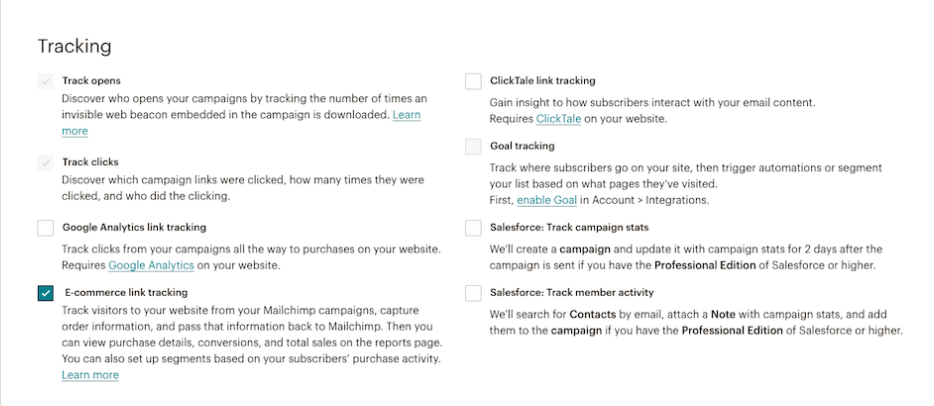 Tracking
Track opens
Discover who opens your campaigns by tracking the number of times an
invisible web beacon embedded in the campaign is downloaded. Learn
more
Track clicks
Discover which campaign links were clicked, how many times they were
clicked, and who did the clicking.
Google Analytics link tracking
Track clicks from your campaigns all the way to purchases on your website.
Requires Google Analytics on your website.
E-commerce link tracking
Track visitors to your website from your Mailchimp campaigns, capture
order information, and pass that information back to Mailchimp. Then you
can view purchase details, conversions, and total sales on the reports page.
You can also set up segments based on your subscribers' purchase activity.
Learn more
ClickTale link tracking
Gain insight to how subscribers interact with your email content.
Requires ClickTale on your website.
Goal tracking
Track where subscribers go on your site, then trigger automations or segment
your list based on what pages they've visited.
First, enable Goal in Account > Integrations.
Salesforce: Track campaign stats
We'll create a campaign and update it with campaign stats for 2 days after the
campaign is sent if you have the Professional Edition of Salesforce or higher.
Salesforce: Track member activity
We'll search for Contacts by email, attach a Note with campaign stats, and add
them to the campaign if you have the Professional Edition of Salesforce or higher.